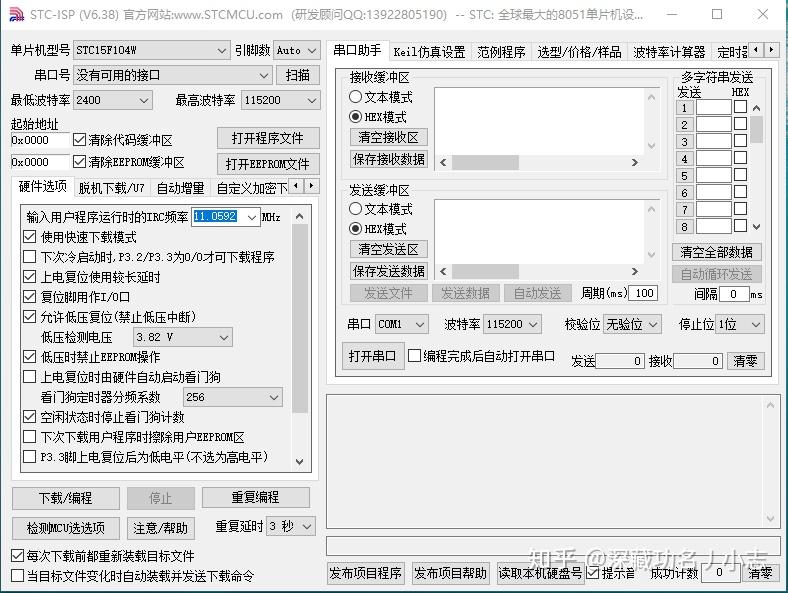 STC-ISP (V6.38) 官方网站:www.STCMCU.com (研发顾问QQ:13922805190) -- STC: 全球最大的8051单片机设...
单片机型号 STC15F104W 引脚数 Auto
串口号 没有可用的接口 扫描
最低波特率 2400 最高波特率 115200
起始地址
0x0000 清除代码缓冲区 打开程序文件
0x0000 清除EEPROM缓冲区 打开EEPROM文件
硬件选项 脱机下载/U7 自动增量 自定义加密下
输入用户程序运行时的IRC频率 11.0592 MHz
使用快速下载模式
下次冷启动时,P3.2/P3.3为0/0才可下载程序
上电复位使用较长延时
复位脚用作I/O口
允许低压复位(禁止低压中断)
低压检测电压 3.82 V
低压时禁止EEPROM操作
上电复位时由硬件自动启动看门狗
看门狗定时器分频系数 256
空闲状态时停止看门狗计数
下次下载用户程序时擦除用户EEPROM区
P3.3脚上电复位后为低电平(不选为高电平)
下载/编程 停止 重复编程
检测MCU选选项 注意/帮助 重复延时 3 秒
每次下载前都重新装载目标文件
当目标文件变化时自动装载并发送下载命令
串口助手 Keil仿真设置 范例程序 选型/价格/样品 波特率计算器 定时器
接收缓冲区
文本模式
HEX模式
清空接收区
保存接收数据
发送缓冲区
文本模式
HEX模式
清空发送区
保存发送数据
发送文件 发送数据 自动发送 周期(ms) 100
多字符串发送
发送 HEX
1
2
3
4
5
6
7
8
清空全部数据
自动循环发送
间隔 0 ms
串口 COM1 波特率 115200 校验位 无验位 停止位 1位
打开串口 编程完成后自动打开串口 发送 0 接收 0 清零
发布项目程序 发布项目帮助 读取本机硬盘号 提示音 成功计数 0 清零
知乎 @深藏功名丿小志